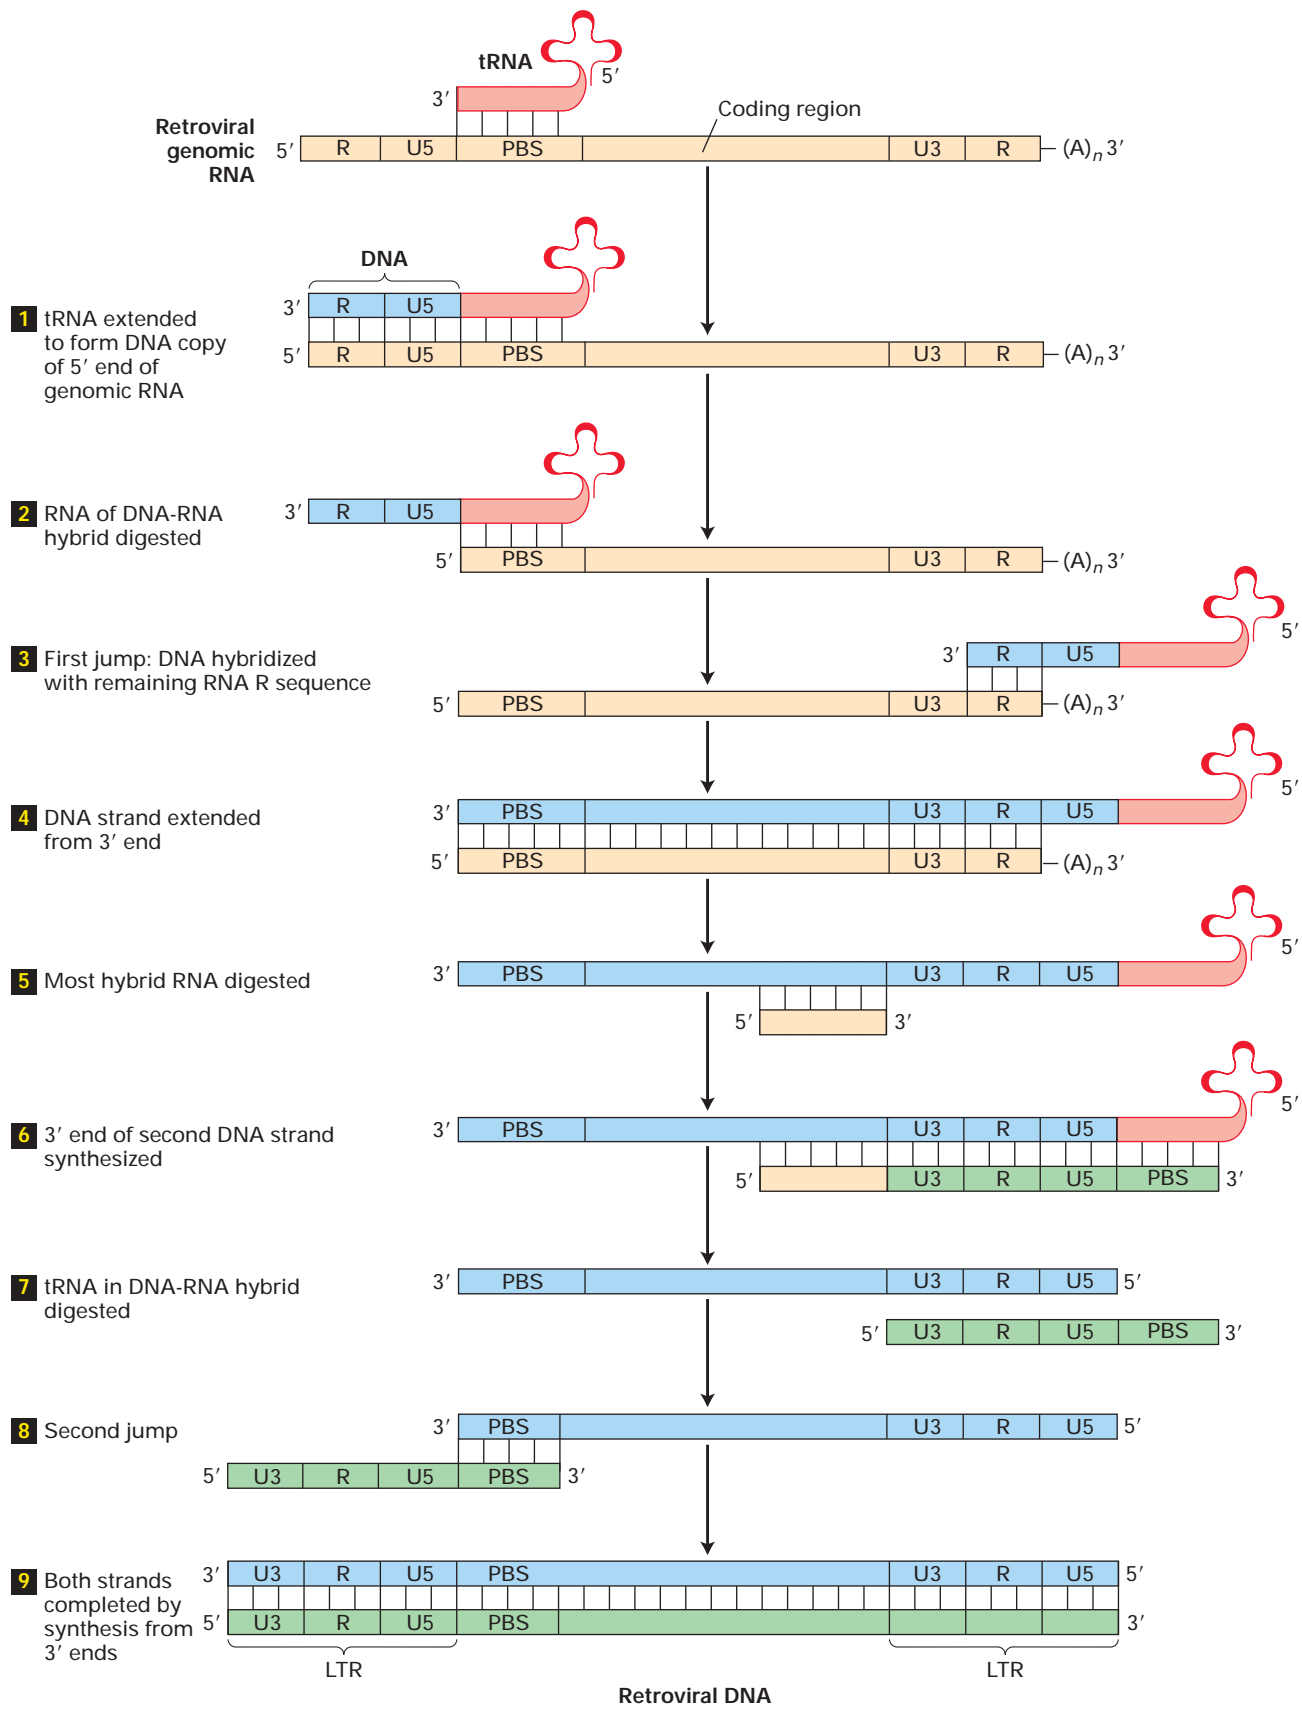 tRNA
5′
3′
Coding region
Retroviral
genomic
RNA
5′ R U5 PBS U3 R (A)n 3′
DNA
1 tRNA extended
to form DNA copy
of 5′ end of
genomic RNA
3′ R U5
5′ R U5 PBS U3 R (A)n 3′
2 RNA of DNA-RNA
hybrid digested
3′ R U5
5′ PBS U3 R (A)n 3′
3 First jump: DNA hybridized
with remaining RNA R sequence
5′
3′ R U5
5′ PBS U3 R (A)n 3′
4 DNA strand extended
from 3′ end
5′
3′ PBS U3 R U5
5′ PBS U3 R (A)n 3′
5 Most hybrid RNA digested
5′
3′ PBS U3 R U5
5′ 3′
6 3′ end of second DNA strand
synthesized
5′
3′ PBS U3 R U5
5′ U3 R U5 PBS 3′
7 tRNA in DNA-RNA hybrid
digested
3′ PBS U3 R U5 5′
5′ U3 R U5 PBS 3′
8 Second jump
3′ PBS U3 R U5 5′
5′ U3 R U5 PBS 3′
9 Both strands
completed by
synthesis from
3′ ends
3′ U3 R U5 PBS U3 R U5 5′
5′ U3 R U5 PBS 3′
LTR LTR
Retroviral DNA